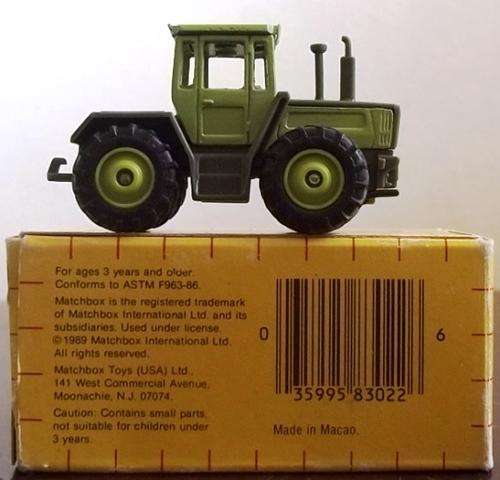 For ages 3 years and older.
Conforms to ASTM F963-86.
Matchbox is the registered trademark
of Matchbox International Ltd. and its
subsidiaries. Used under license.
©1989 Matchbox International Ltd.
All rights reserved.
Matchbox Toys (USA) Ltd.,
141 West Commercial Avenue,
Moonachie, N.J. 07074.
Caution: Contains small parts,
not suitable for children under
3 years.
0 35995 83022 6
Made in Macao.